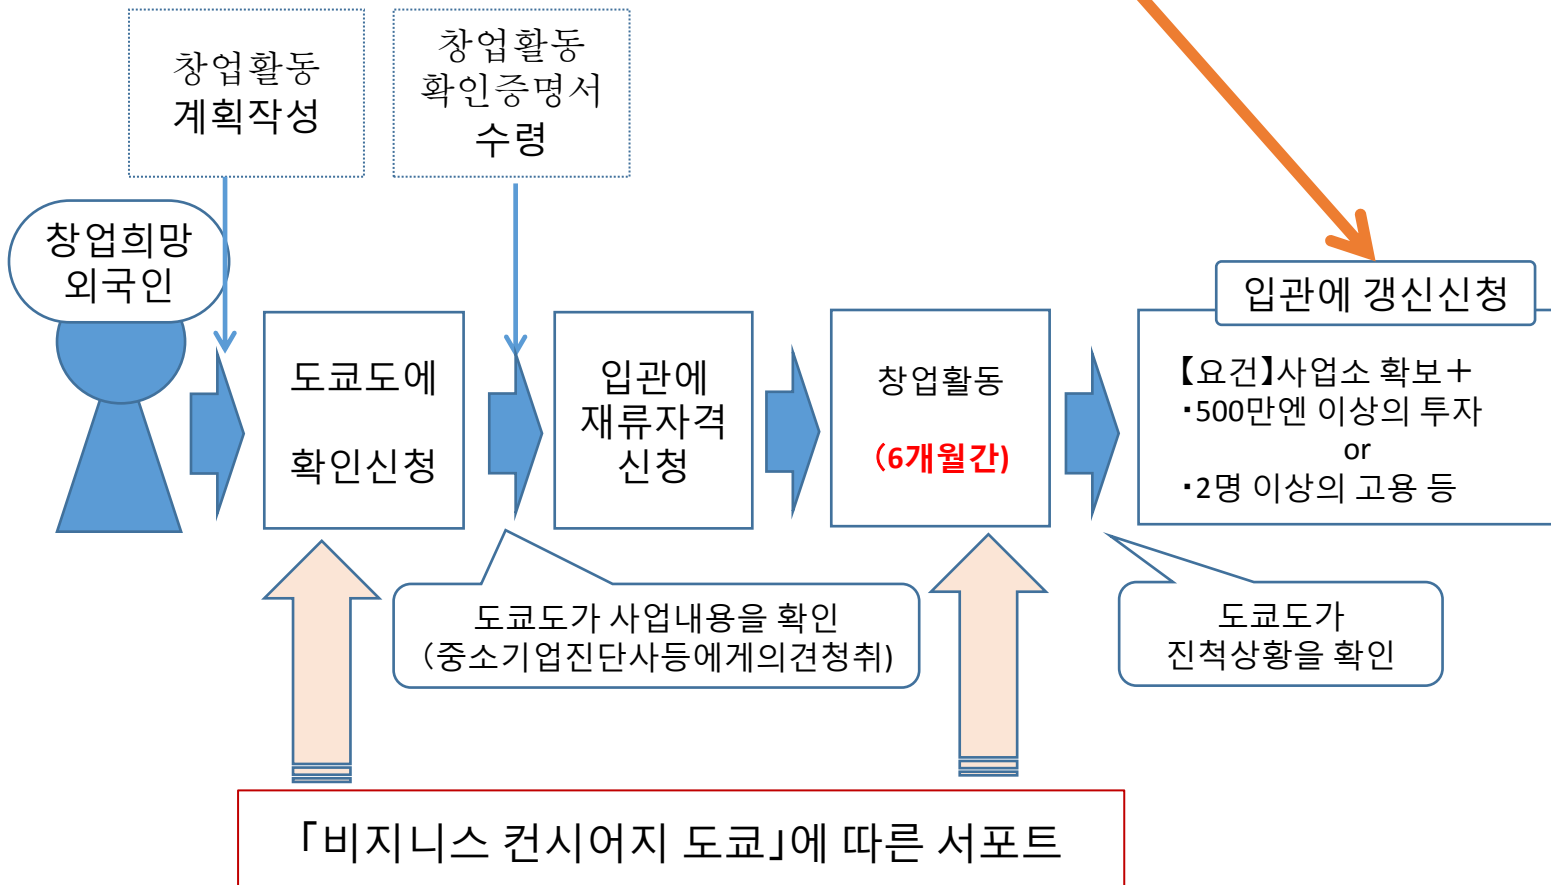 창업활동
계획작성
창업활동
확인증명서
수령
창업희망
외국인
도쿄도에
확인신청
입관에
재류자격
신청
창업활동
(6개월간)
입관에 갱신신청
【요건】사업소 확보＋
・500만엔 이상의 투자
or
・2명 이상의 고용 등
도쿄도가 사업내용을 확인
(중소기업진단사등에게의견청취)
도쿄도가
진척상황을 확인
「비지니스 컨시어지 도쿄」에 따른 서포트